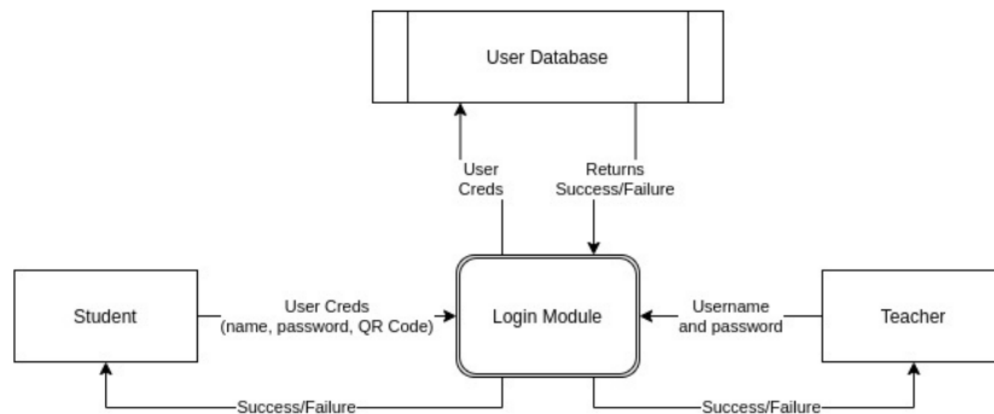 User Database
User
Creds
Returns
Success/Failure
Student
User Creds
(name, password, QR Code)
Login Module
Username
and password
Teacher
Success/Failure
Success/Failure